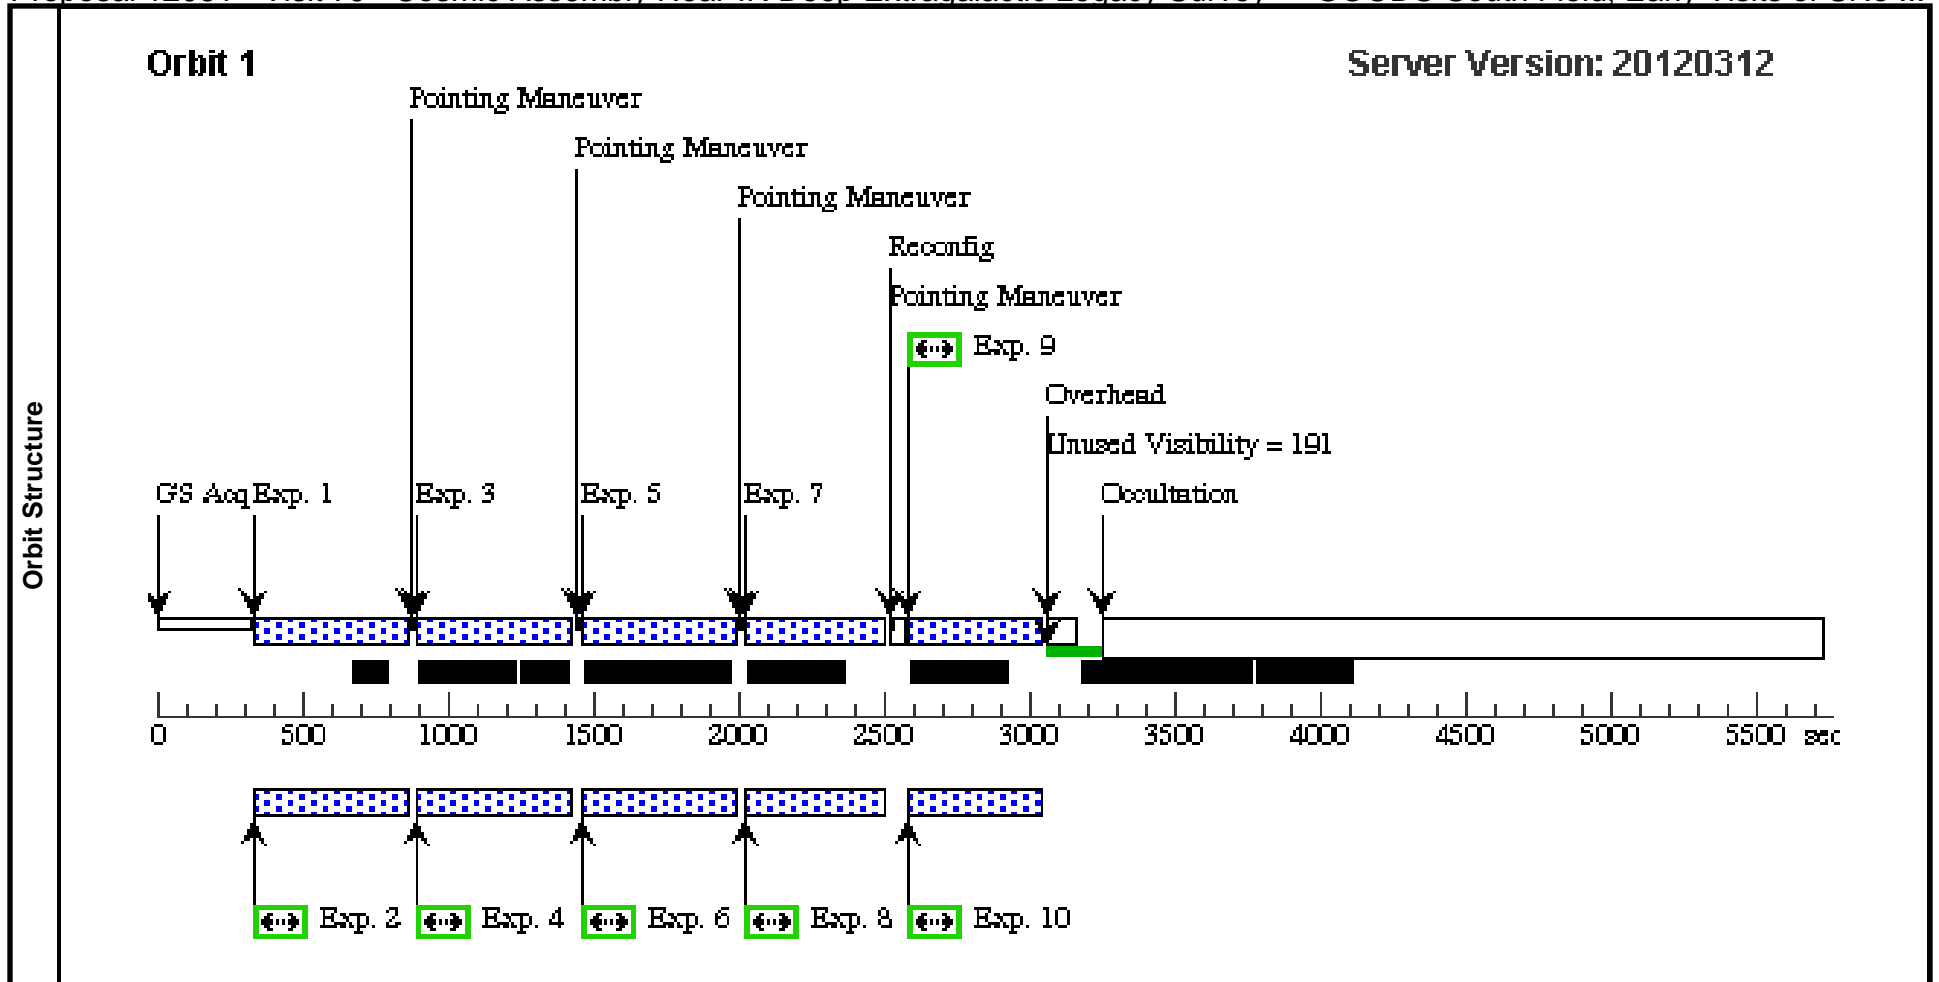 Orbit 1
Server Version: 20120312
Pointing Maneuver
Pointing Maneuver
Pointing Maneuver
Reconfig
Pointing Maneuver
Exp. 9
Overhead
Unused Visibility = 191
GS Acq Exp. 1 Exp. 3 Exp. 5 Exp. 7 Occultation
Orbit Structure
0 500 1000 1500 2000 2500 3000 3500 4000 4500 5000 5500 sec
Exp. 2 Exp. 4 Exp. 6 Exp. 8 Exp. 10